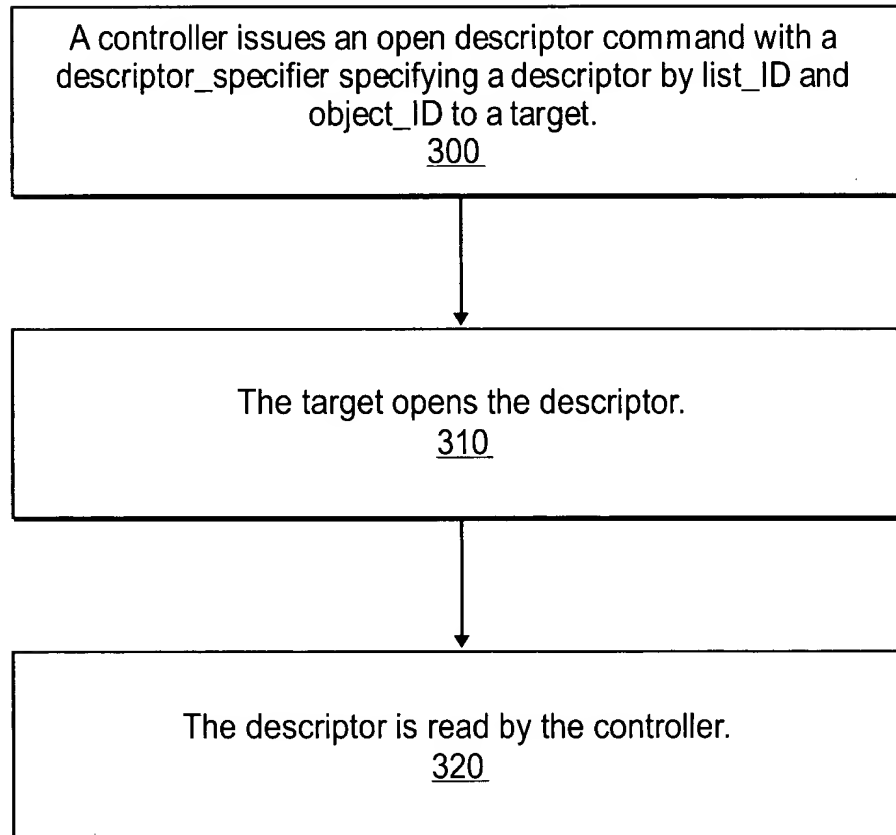 A controller issues an open descriptor command with a
descriptor_specifier specifying a descriptor by list_ID and
object_ID to a target.
300
The target opens the descriptor.
310
The descriptor is read by the controller.
320